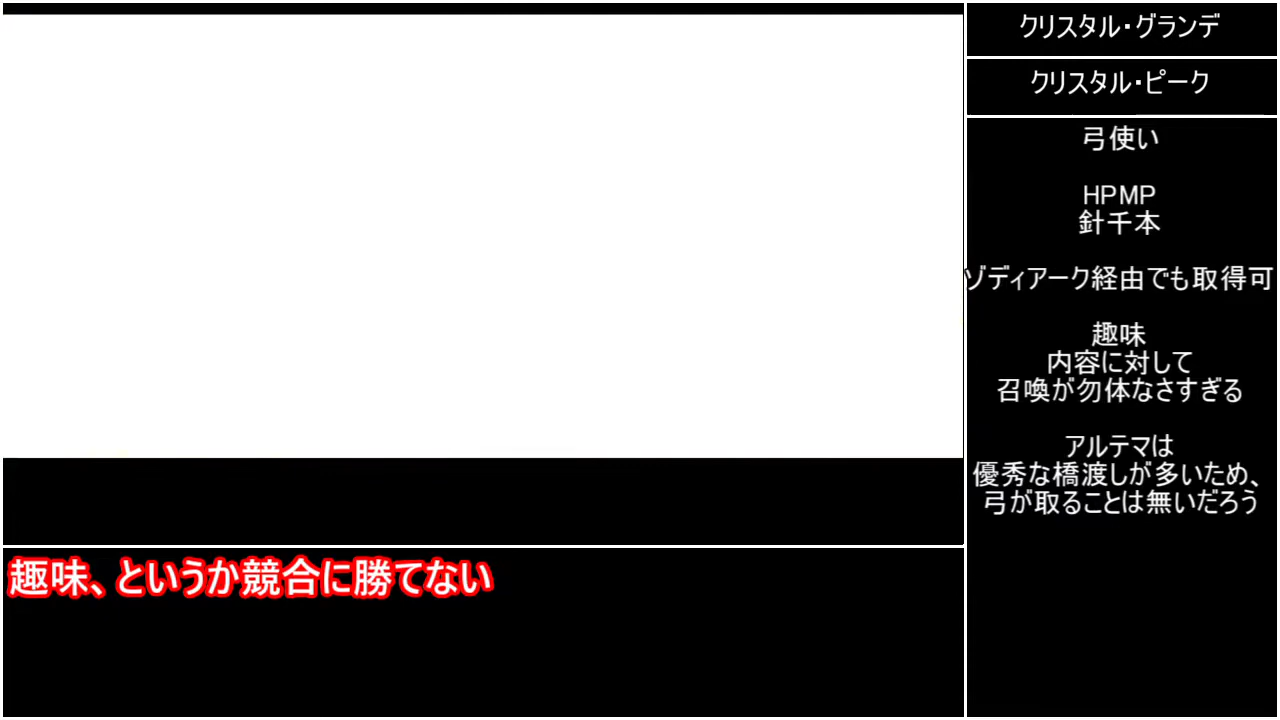 クリスタル・グランデ
クリスタル・ピーク
弓使い
HPMP
針千本
ゾディアーク経由でも取得可
趣味
内容に対して
召喚が勿体なさすぎる
アルテマは
優秀な橋渡しが多いため、
弓が取ることは無いだろう
趣味、というか競合に勝てない